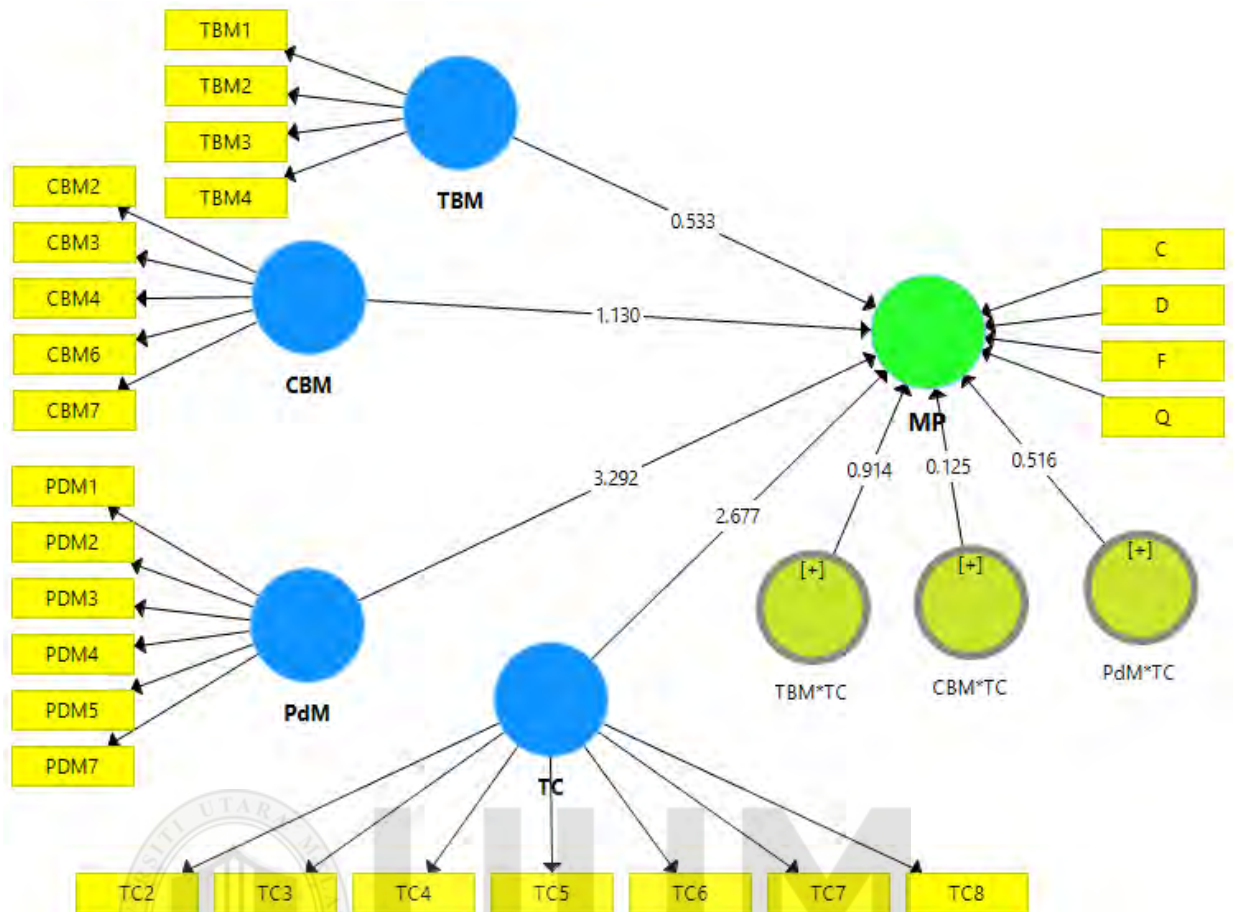 TBM1
TBM2
TBM3
TBM4
TBM
0.533
CBM2
CBM3
CBM4
CBM6
CBM7
CBM
1.130
C
D
F
Q
MP
PDM1
PDM2
PDM3
PDM4
PDM5
PDM7
PdM
3.292
2.677
0.914
0.125
0.516
[+]
[+]
[+]
TBM*TC
CBM*TC
PdM*TC
TC
UTARA
UUM
TC2
TC3
TC4
TC5
TC6
TC7
TC8